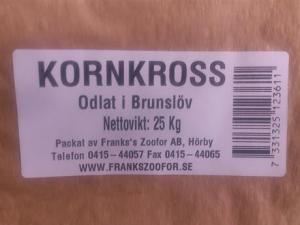 KORNKROSS
Odlat i Brunslöv
Nettovikt: 25 Kg
Packat av Franks's Zoofor AB, Hörby
Telefon 0415-44057 Fax 0415-44065
WWW.FRANKSZOOFOR.SE
7 331325 123611